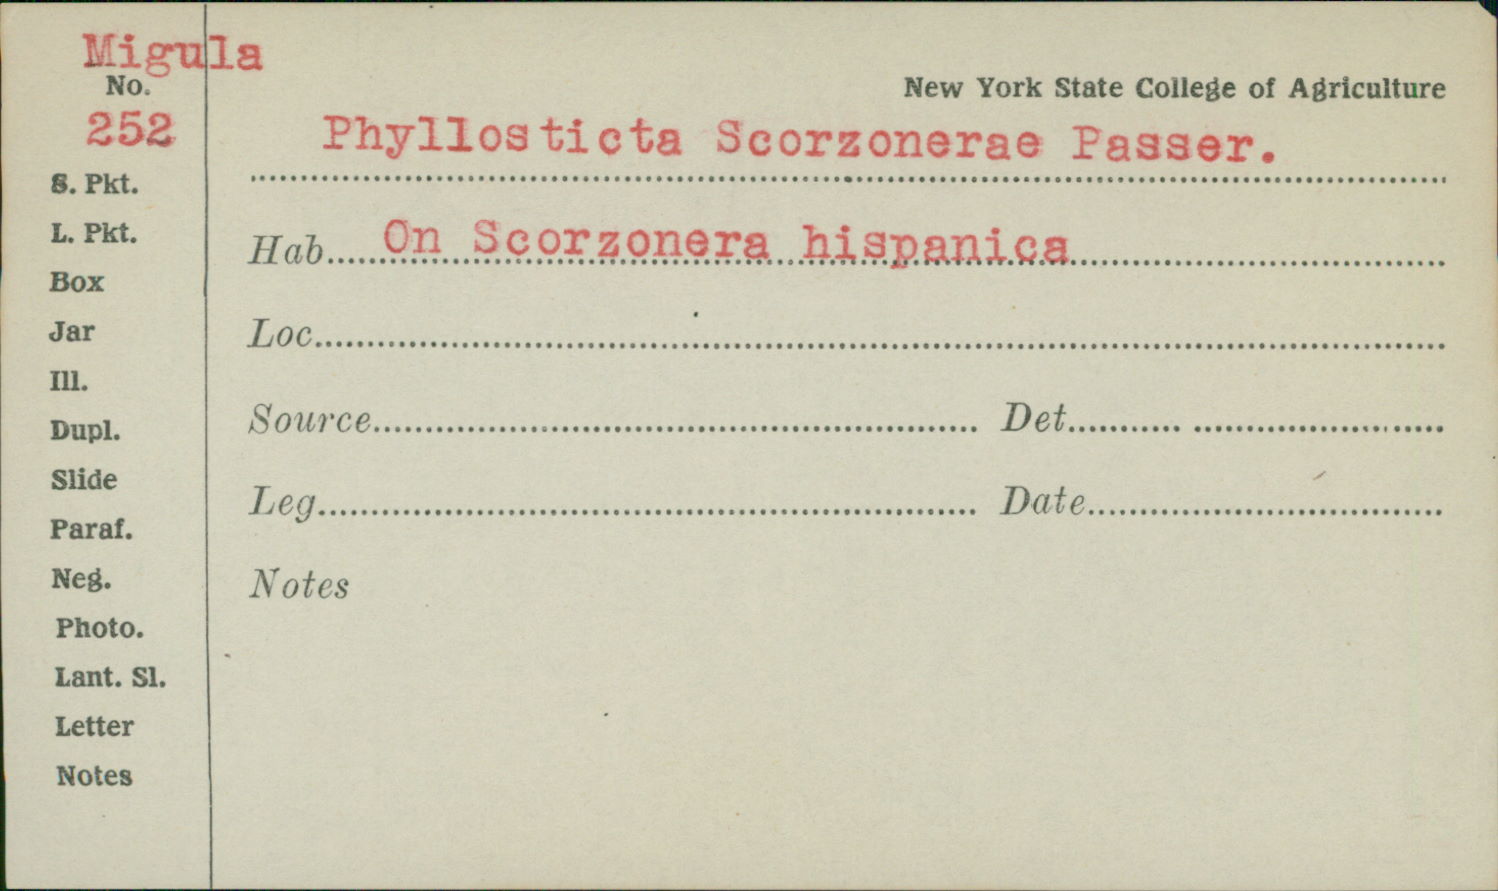 Migula
No.
252
New York State College of Agriculture
Phyllosticta Scorzonerae Passer.
S. Pkt.
L. Pkt.
Box
Jar
Ill.
Dupl.
Slide
Paraf.
Neg.
Photo.
Lant. Sl.
Letter
Notes
Hab. On Scorzonera hispanica
Loc.
Source. Det.
Leg. Date.
Notes